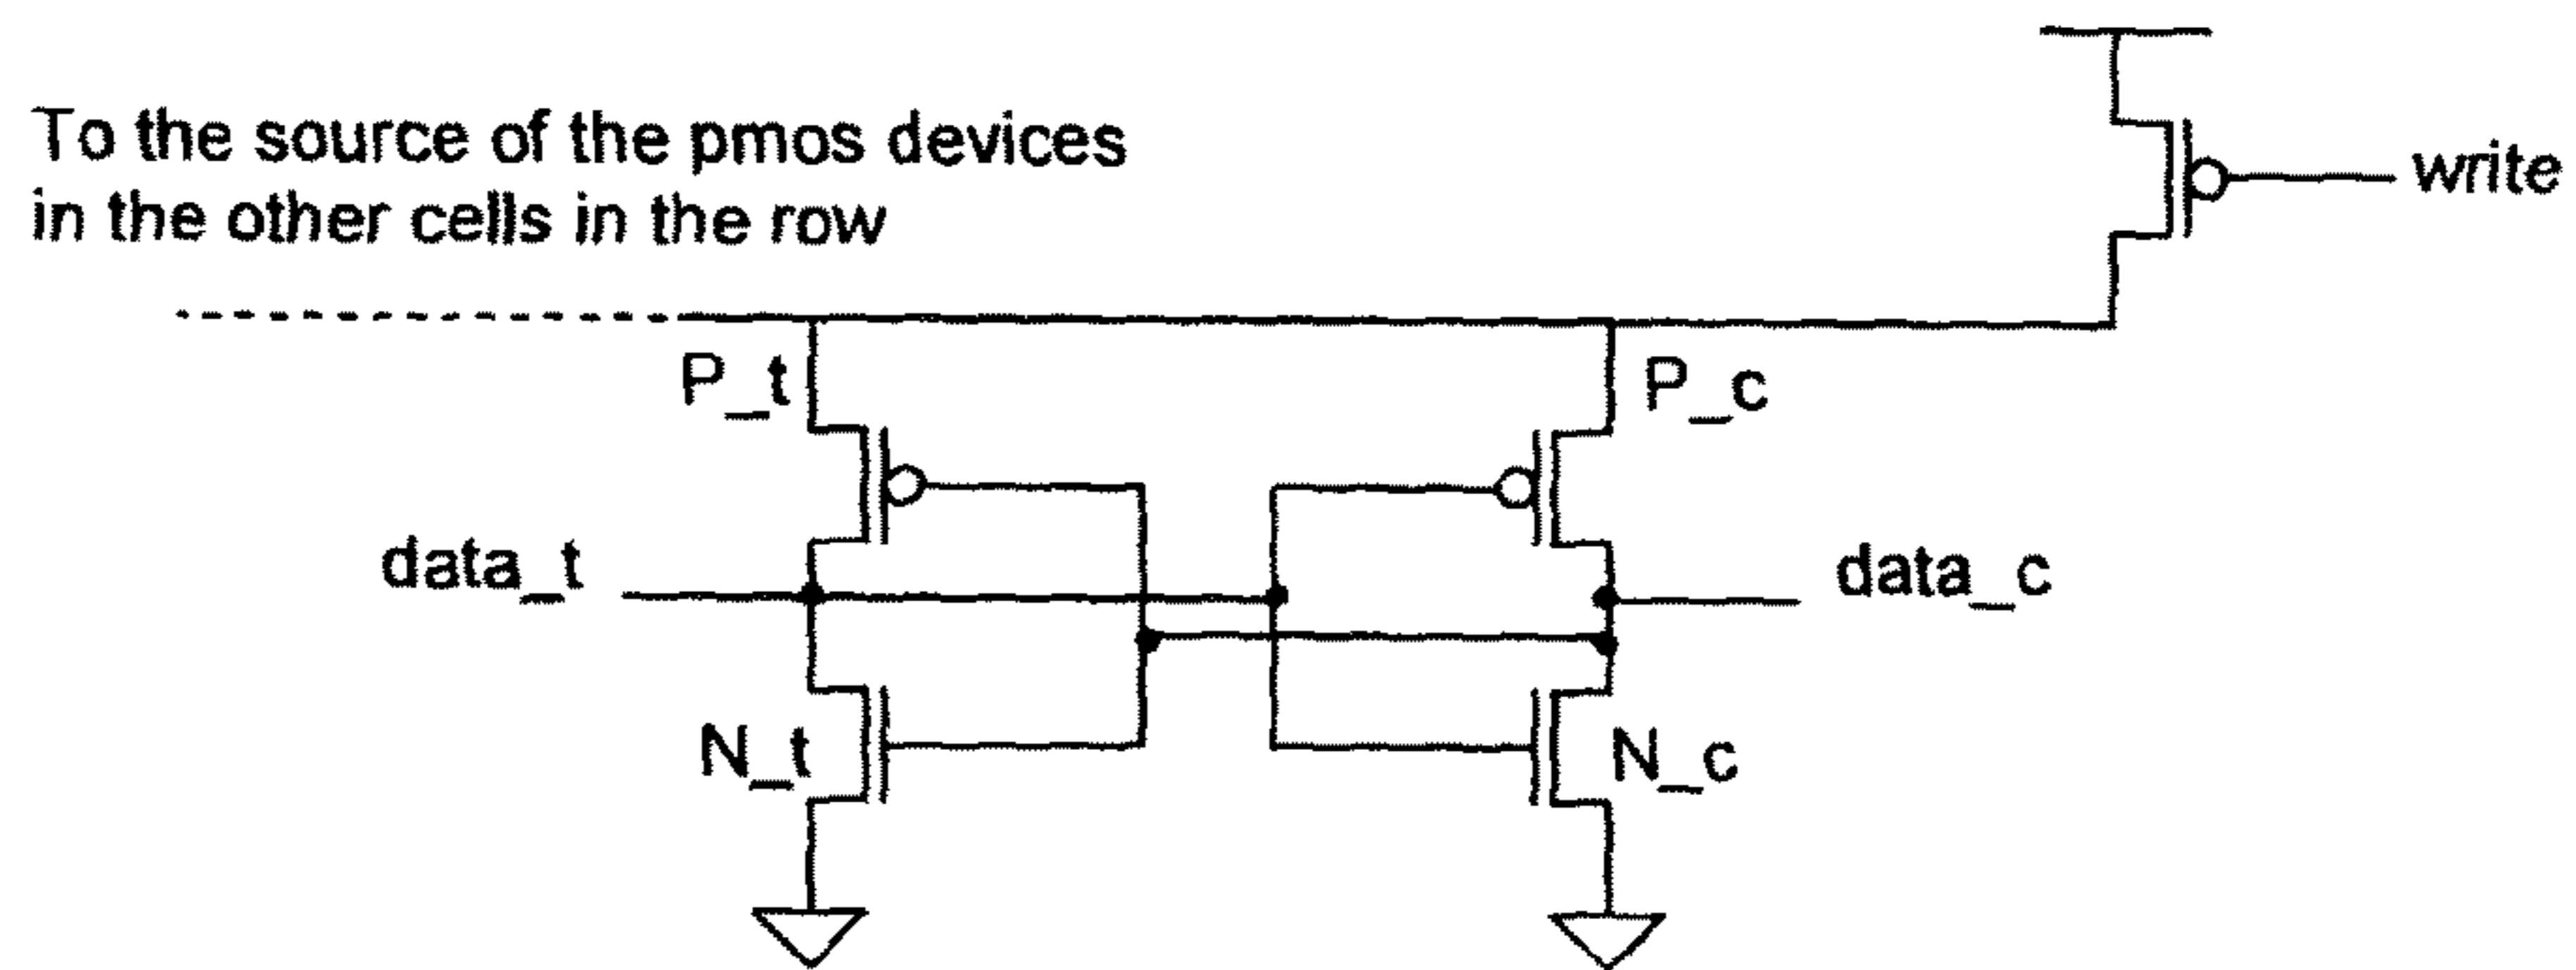 To the source of the pmos devices
in the other cells in the row
write
P_t
P_c
data_t
data_c
N_t
N_c